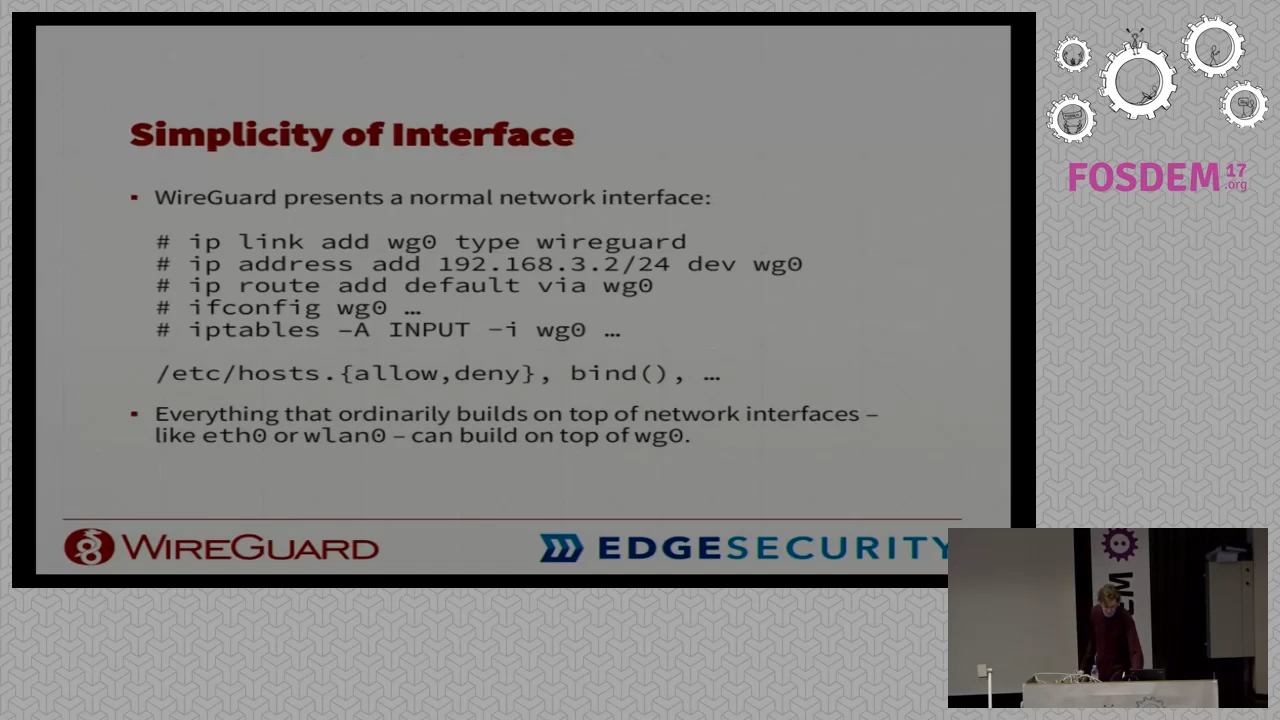 Simplicity of Interface
▪ WireGuard presents a normal network interface:
# ip link add wg0 type wireguard
# ip address add 192.168.3.2/24 dev wg0
# ip route add default via wg0
# ifconfig wg0 …
# iptables –A INPUT –i wg0 …
/etc/hosts.{allow,deny}, bind(), …
▪ Everything that ordinarily builds on top of network interfaces –
like eth0 or wlan0 – can build on top of wg0.
WIREGUARD
EDGESECURITY
FOSDEM 17
.org